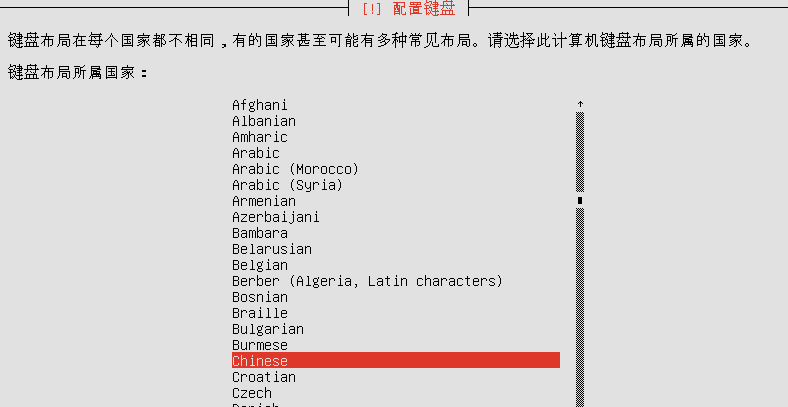 [!] 配置键盘
键盘布局在每个国家都不相同，有的国家甚至可能有多种常见布局。请选择此计算机键盘布局所属的国家。
键盘布局所属国家：
Afghani
Albanian
Amharic
Arabic
Arabic (Morocco)
Arabic (Syria)
Armenian
Azerbaijani
Bambara
Belarusian
Belgian
Berber (Algeria, Latin characters)
Bosnian
Braille
Bulgarian
Burmese
Chinese
Croatian
Czech